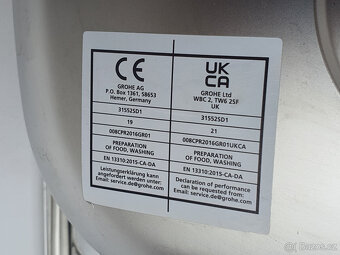 CE
GROHE AG
P.O. Box 1361, 58653
Hemer, Germany
31552SD1
19
00BCPR2016GR01
PREPARATION
OF FOOD, WASHING
EN 13310:2015-CA-DA
Leistungserklärung kann
angefordert werden unter
Email: service.de@grohe.com
UK
CA
GROHE Ltd
WBC 2, TW6 2SF
UK
31552SD1
21
00BCPR2016GR01UKCA
PREPARATION
OF FOOD, WASHING
EN 13310:2015-CA-DA
Declaration of performance
can be requested from:
Email: service.de@grohe.com
bazos.cz